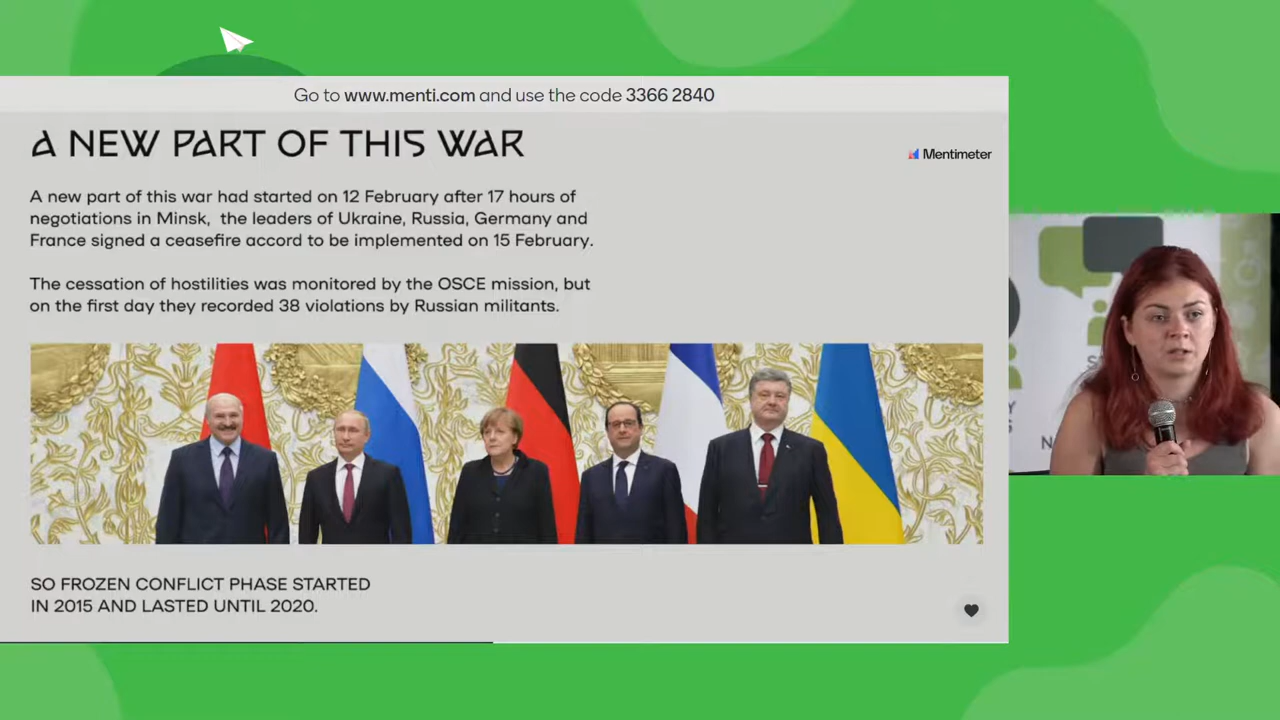 Go to www.menti.com and use the code 3366 2840
A NEW PART OF THIS WAR
Mentimeter
A new part of this war had started on 12 February after 17 hours of
negotiations in Minsk, the leaders of Ukraine, Russia, Germany and
France signed a ceasefire accord to be implemented on 15 February.
The cessation of hostilities was monitored by the OSCE mission, but
on the first day they recorded 38 violations by Russian militants.
SO FROZEN CONFLICT PHASE STARTED
IN 2015 AND LASTED UNTIL 2020.